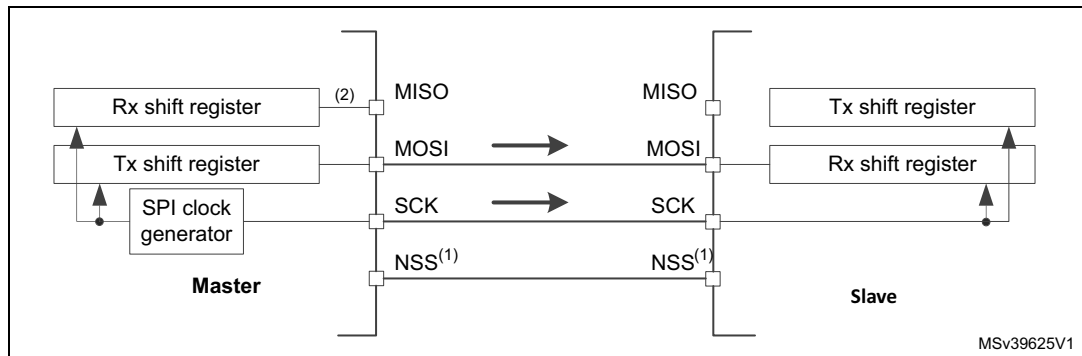 MISO
MISO
Rx shift register
(2)
Tx shift register
MOSI
MOSI
Tx shift register
Rx shift register
SPI clock
generator
SCK
SCK
NSS(1)
NSS(1)
Master
Slave
MSv39625V1